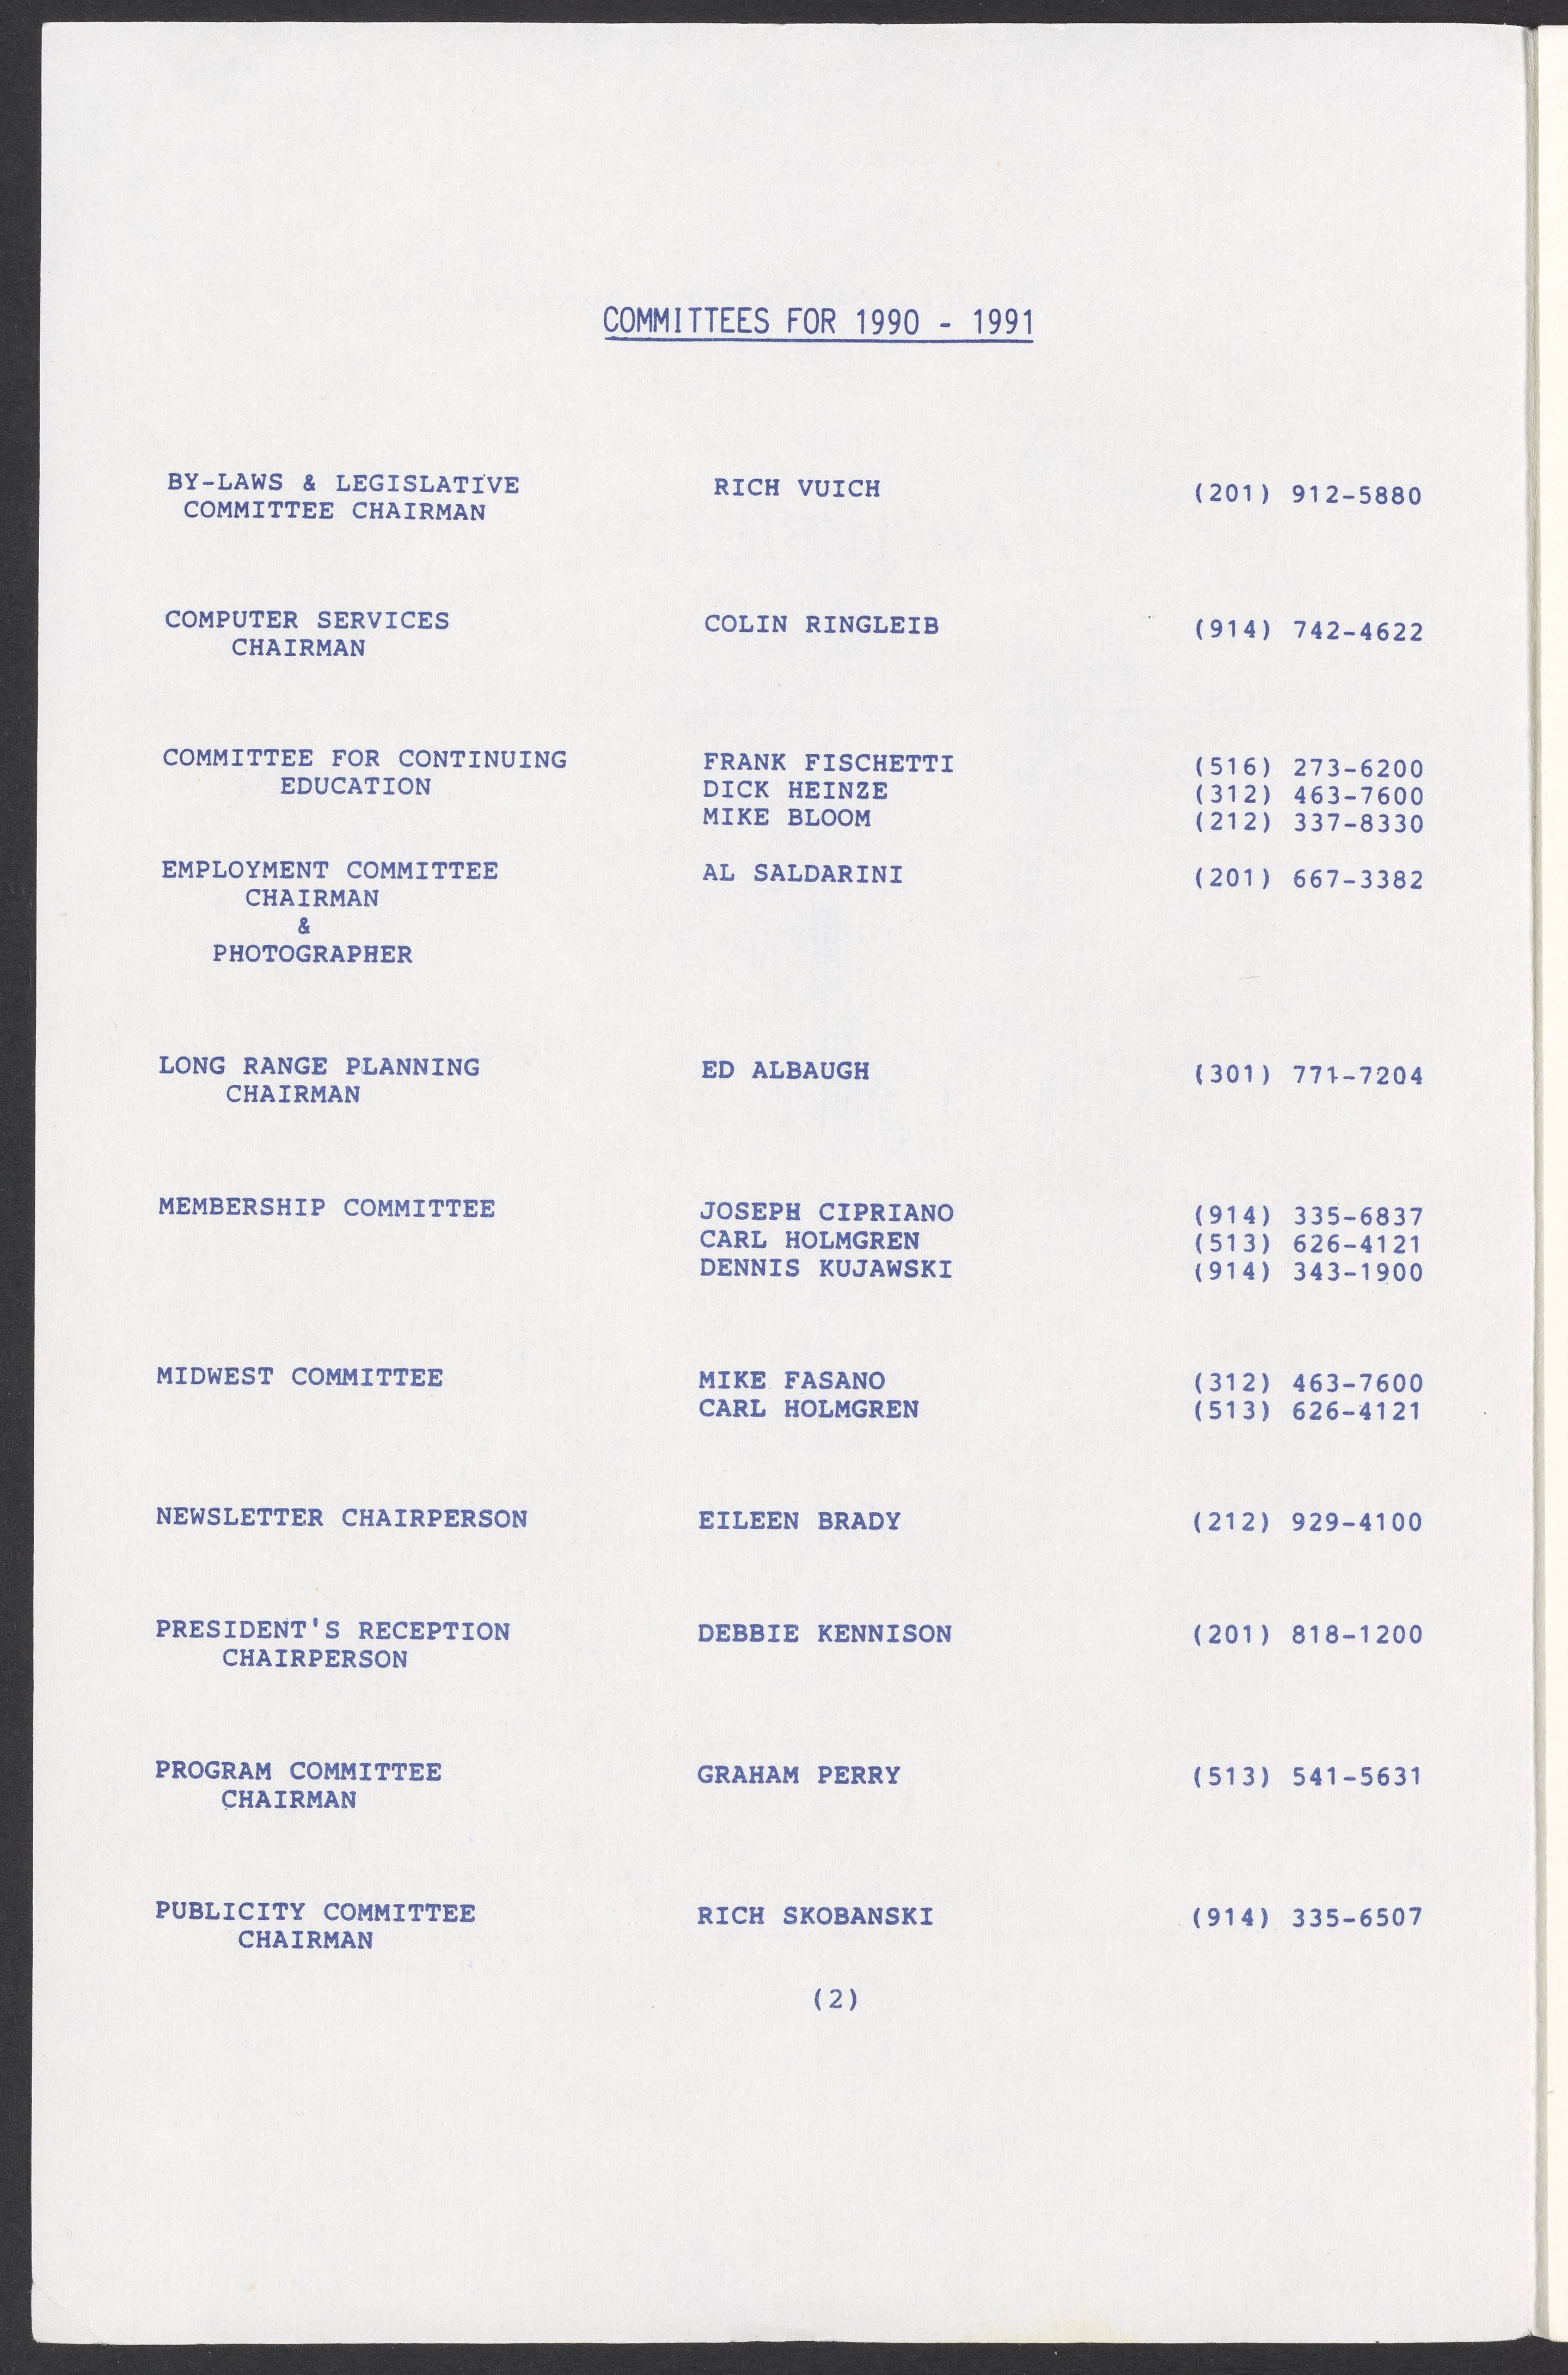 COMMITTEES FOR 1990 - 1991
BY-LAWS & LEGISLATIVE RICH VUICH (201) 912-5880
COMMITTEE CHAIRMAN
COMPUTER SERVICES COLIN RINGLEIB (914) 742-4622
CHAIRMAN
COMMITTEE FOR CONTINUING FRANK FISCHETTI (516) 273-6200
EDUCATION DICK HEINZE (312) 463-7600
MIKE BLOOM (212) 337-8330
EMPLOYMENT COMMITTEE AL SALDARINI (201) 667-3382
CHAIRMAN
&
PHOTOGRAPHER
LONG RANGE PLANNING ED ALBAUGH (301) 771-7204
CHAIRMAN
MEMBERSHIP COMMITTEE JOSEPH CIPRIANO (914) 335-6837
CARL HOLMGREN (513) 626-4121
DENNIS KUJAWSKI (914) 343-1900
MIDWEST COMMITTEE MIKE FASANO (312) 463-7600
CARL HOLMGREN (513) 626-4121
NEWSLETTER CHAIRPERSON EILEEN BRADY (212) 929-4100
PRESIDENT'S RECEPTION DEBBIE KENNISON (201) 818-1200
CHAIRPERSON
PROGRAM COMMITTEE GRAHAM PERRY (513) 541-5631
CHAIRMAN
PUBLICITY COMMITTEE RICH SKOBANSKI (914) 335-6507
CHAIRMAN
(2)